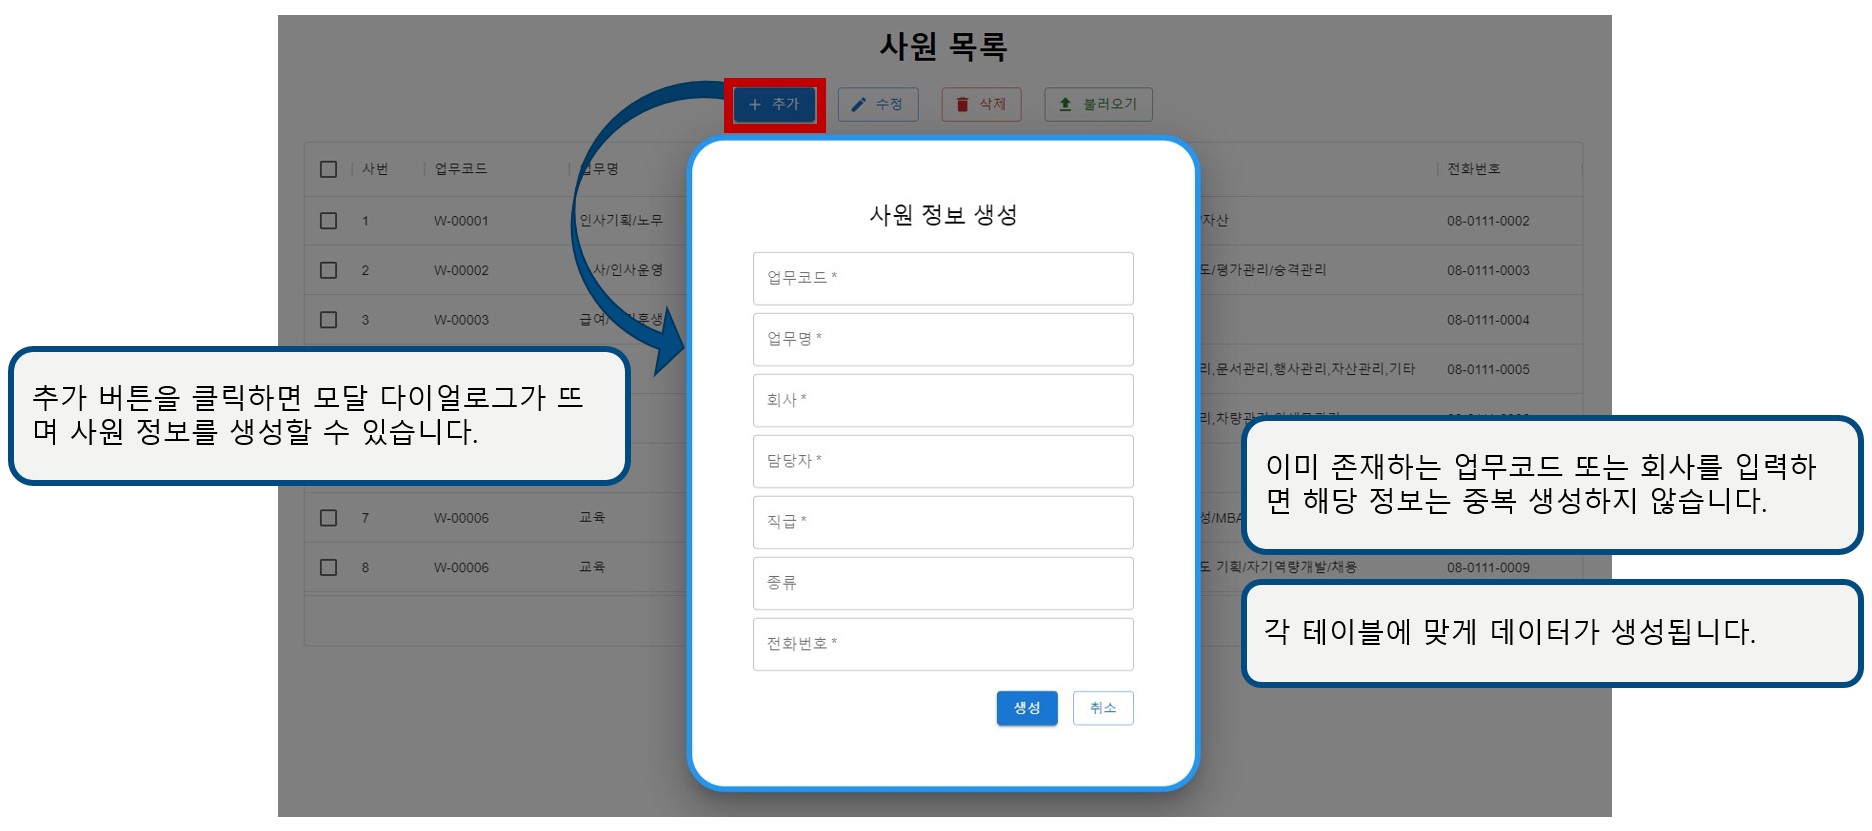 사원 목록
추가 수정 삭제 불러오기
사번 업무코드 업무명 전화번호
1 W-00001 인사기획/노무 자산 08-0111-0002
2 W-00002 사/인사운영 도/평가관리/승격관리 08-0111-0003
3 W-00003 급여/ 후생 08-0111-0004
리,문서관리,행사관리,자산관리,기타 08-0111-0005
리,차량관리
7 W-00006 교육 성/MBA
8 W-00006 교육 도 기획/자기역량개발/채용 08-0111-0009
사원 정보 생성
업무코드 *
업무명 *
회사 *
담당자 *
직급 *
종류
전화번호 *
생성 취소
추가 버튼을 클릭하면 모달 다이얼로그가 뜨
며 사원 정보를 생성할 수 있습니다.
이미 존재하는 업무코드 또는 회사를 입력하
면 해당 정보는 중복 생성하지 않습니다.
각 테이블에 맞게 데이터가 생성됩니다.